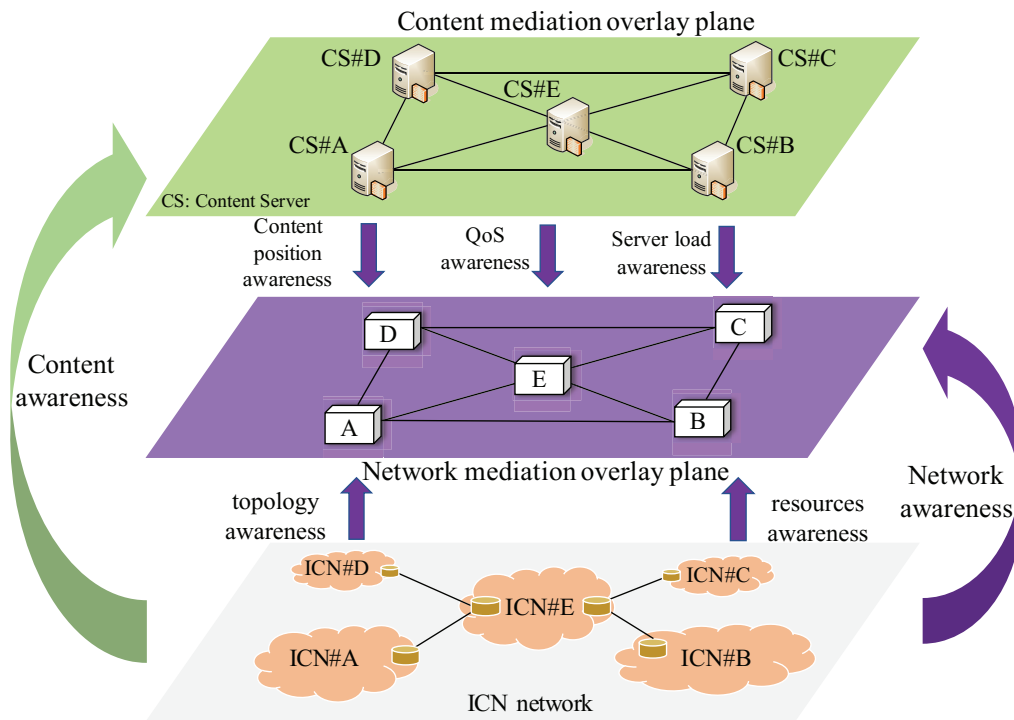 Content mediation overlay plane
CS#D
CS#C
CS#E
CS#A
CS#B
CS: Content Server
Content
position
awareness
QoS
awareness
Server load
awareness
D
C
E
A
B
Content
awareness
Network mediation overlay plane
Network
awareness
topology
awareness
resources
awareness
ICN#D
ICN#C
ICN#E
ICN#A
ICN#B
ICN network